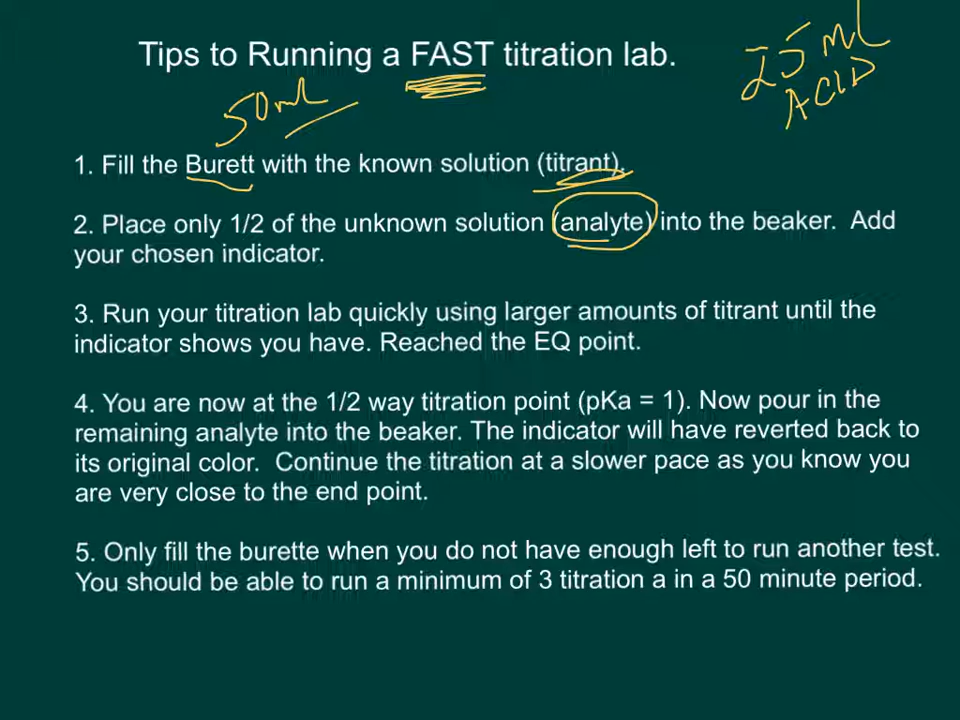 Tips to Running a FAST titration lab.
25 ml
ACID
50 ml
1. Fill the Burett with the known solution (titrant).
2. Place only 1/2 of the unknown solution (analyte) into the beaker.  Add
your chosen indicator.
3. Run your titration lab quickly using larger amounts of titrant until the
indicator shows you have. Reached the EQ point.
4. You are now at the 1/2 way titration point (pKa = 1). Now pour in the
remaining analyte into the beaker. The indicator will have reverted back to
its original color.  Continue the titration at a slower pace as you know you
are very close to the end point.
5. Only fill the burette when you do not have enough left to run another test.
You should be able to run a minimum of 3 titration a in a 50 minute period.